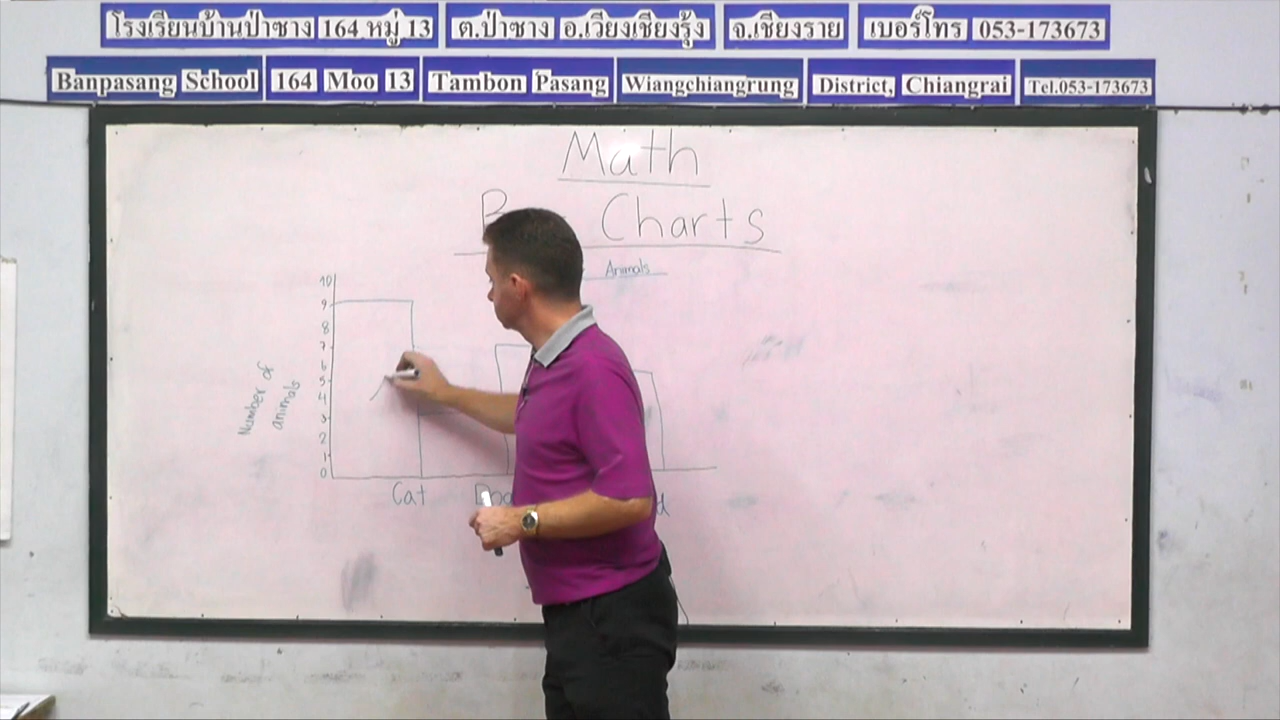 โรงเรียนบ้านป่าซาง 164 หมู่ 13 ต.ป่าซาง อ.เวียงเชียงรุ้ง จ.เชียงราย เบอร์โทร 053-173673
Banpasang School 164 Moo 13 Tambon Pasang Wiangchiangrung District, Chiangrai Tel.053-173673
Math
Charts
Animals
10
9
8
7
6
5
4
3
2
1
0
Number of
animals
Cat